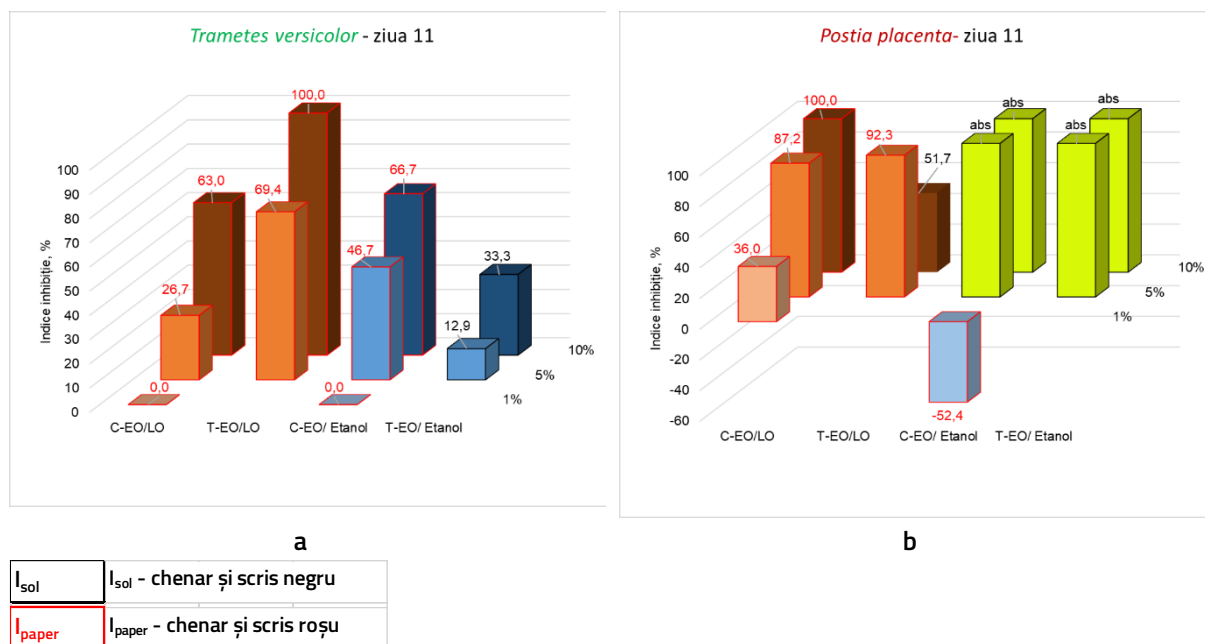 Trametes versicolor - ziua 11
Indice inhibiție, %
100
90
80
70
60
50
40
30
20
10
0
100,0
63,0
69,4
66,7
46,7
26,7
33,3
12,9
0,0
0,0
10%
5%
1%
C-EO/LO
T-EO/LO
C-EO/ Etanol
T-EO/ Etanol
a
Postia placenta- ziua 11
Indice inhibiție, %
100
80
60
40
20
0
-20
-40
-60
100,0
87,2
92,3
51,7
36,0
abs
abs
abs
abs
-52,4
10%
5%
1%
C-EO/LO
T-EO/LO
C-EO/ Etanol
T-EO/ Etanol
b
Isol Isol - chenar și scris negru
Ipaper Ipaper - chenar și scris roșu